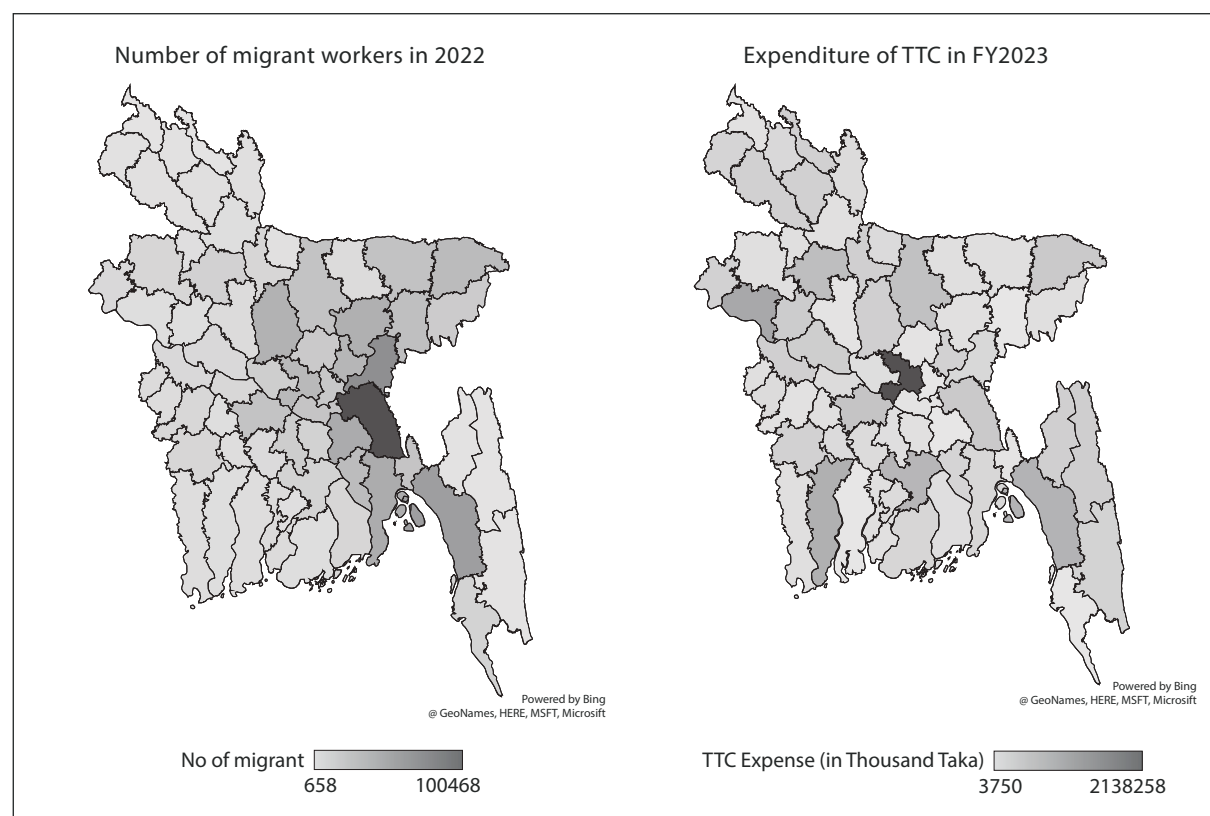 Number of migrant workers in 2022
Powered by Bing
@ GeoNames, HERE, MSFT, Microsift
No of migrant
658
100468
Expenditure of TTC in FY2023
Powered by Bing
@ GeoNames, HERE, MSFT, Microsift
TTC Expense (in Thousand Taka)
3750
2138258